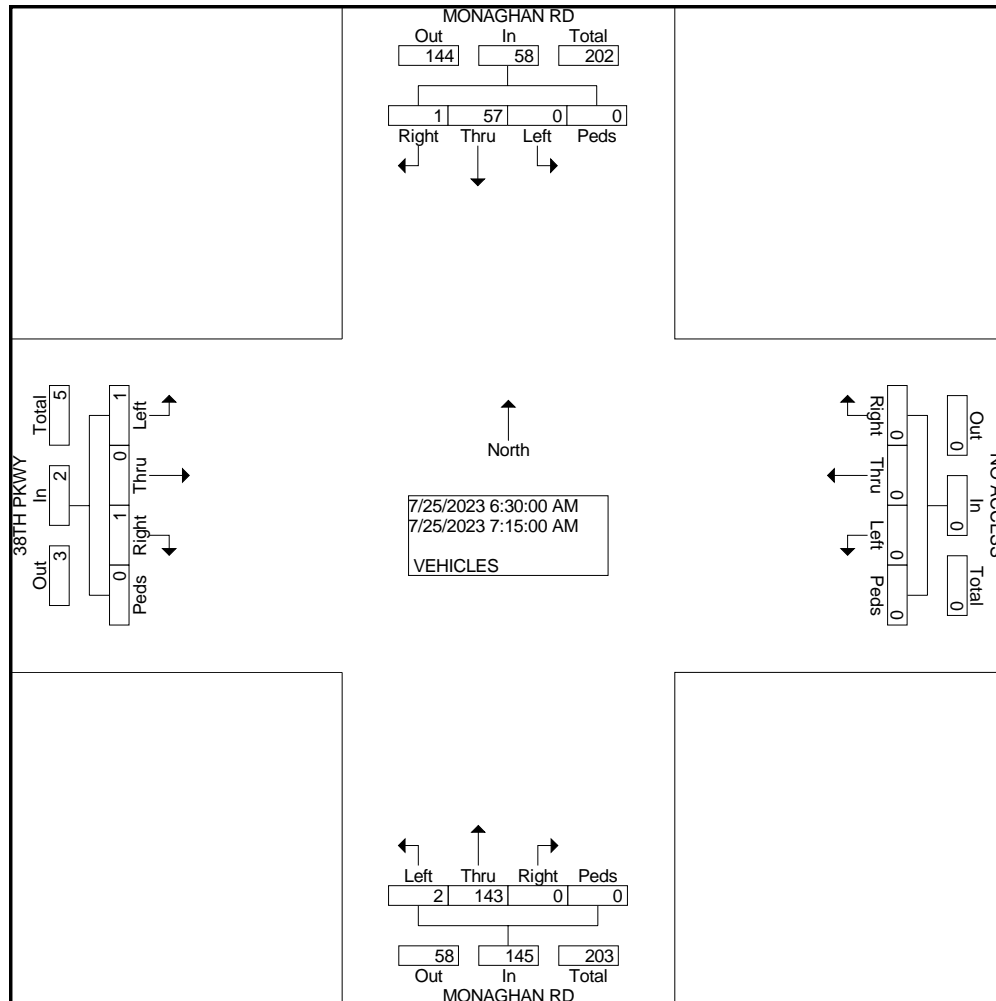 MONAGHAN RD
Out In Total
144 58 202
1 57 0 0
Right Thru Left Peds
38TH PKWY
Total In Out
5 2 3
1 0 1 0
Left Thru Right Peds
North
7/25/2023 6:30:00 AM
7/25/2023 7:15:00 AM
VEHICLES
Right Thru Left Peds
0 0 0 0
Out In Total
0 0 0
NO ACCESS
Left Thru Right Peds
2 143 0 0
58 145 203
Out In Total
MONAGHAN RD